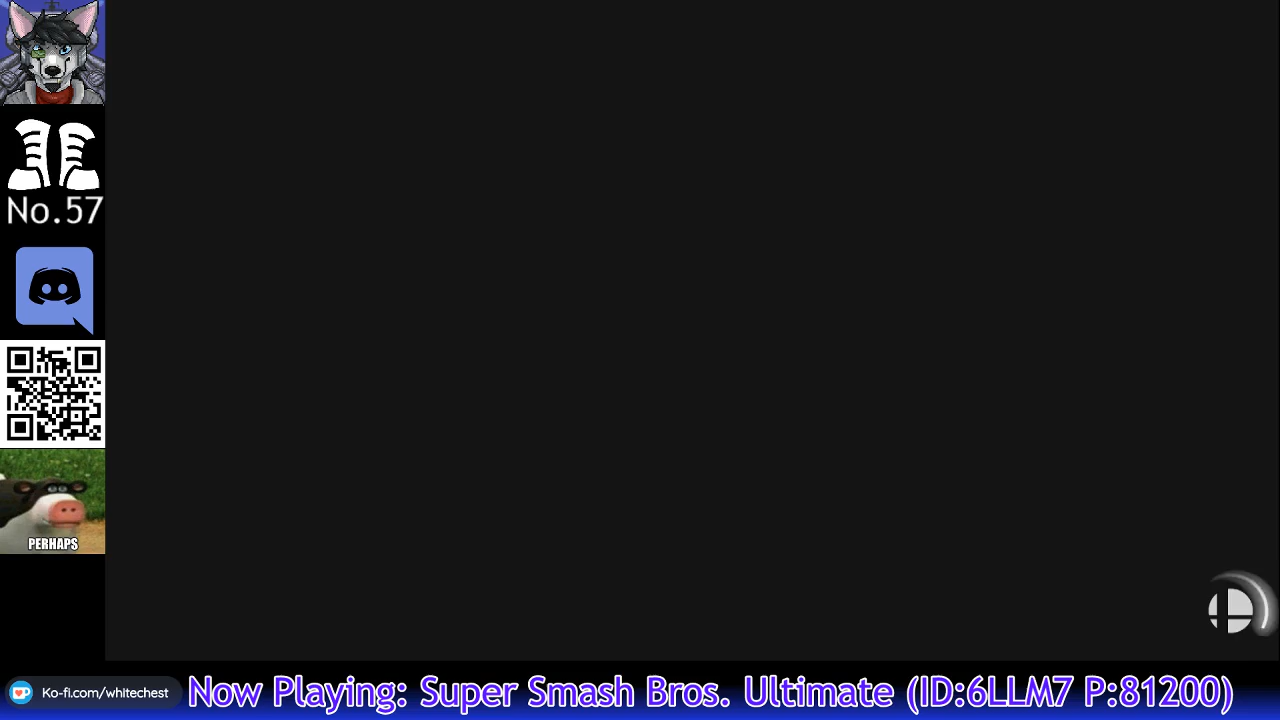 No.57
PERHAPS
Ko-fi.com/whitechest
Now Playing: Super Smash Bros. Ultimate (ID:6LLM7 P:81200)